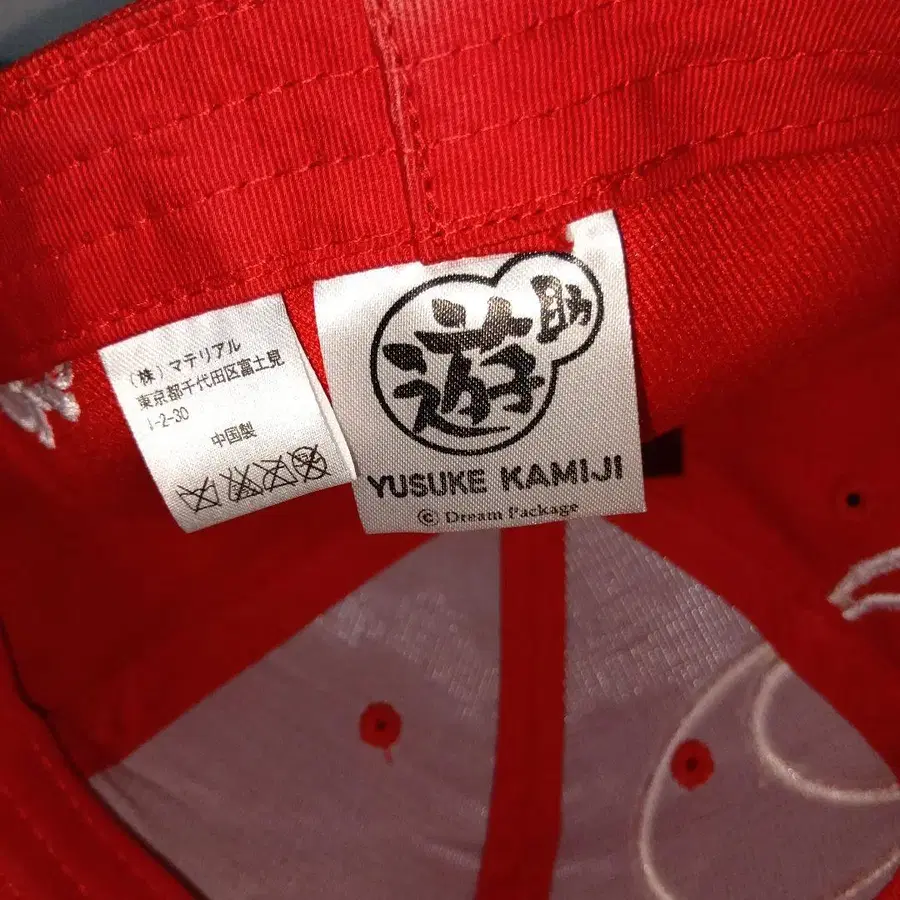 (株)マテリアル
東京都千代田区富士見
1-2-30
中国製
遊助
YUSUKE KAMIJI
© Dream Package